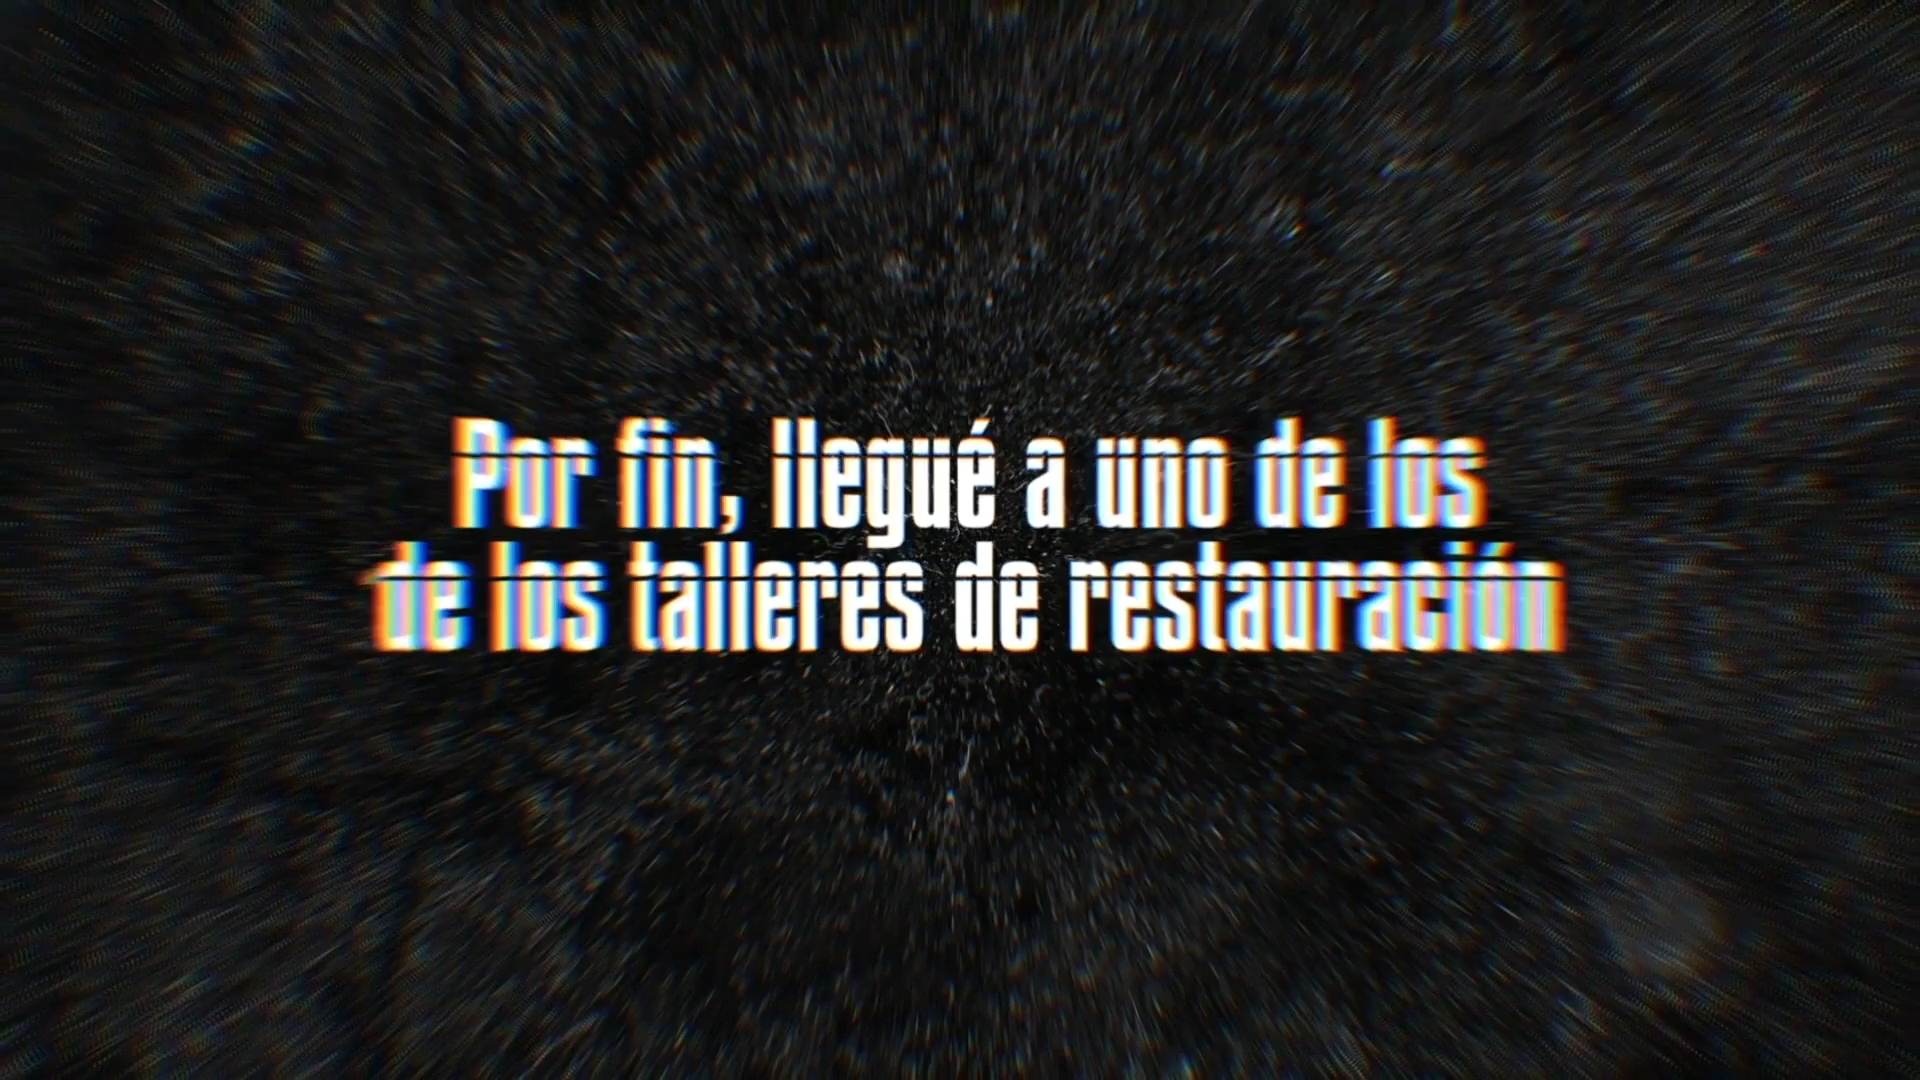 Por fin, llegué a uno de los
de los talleres de restauración